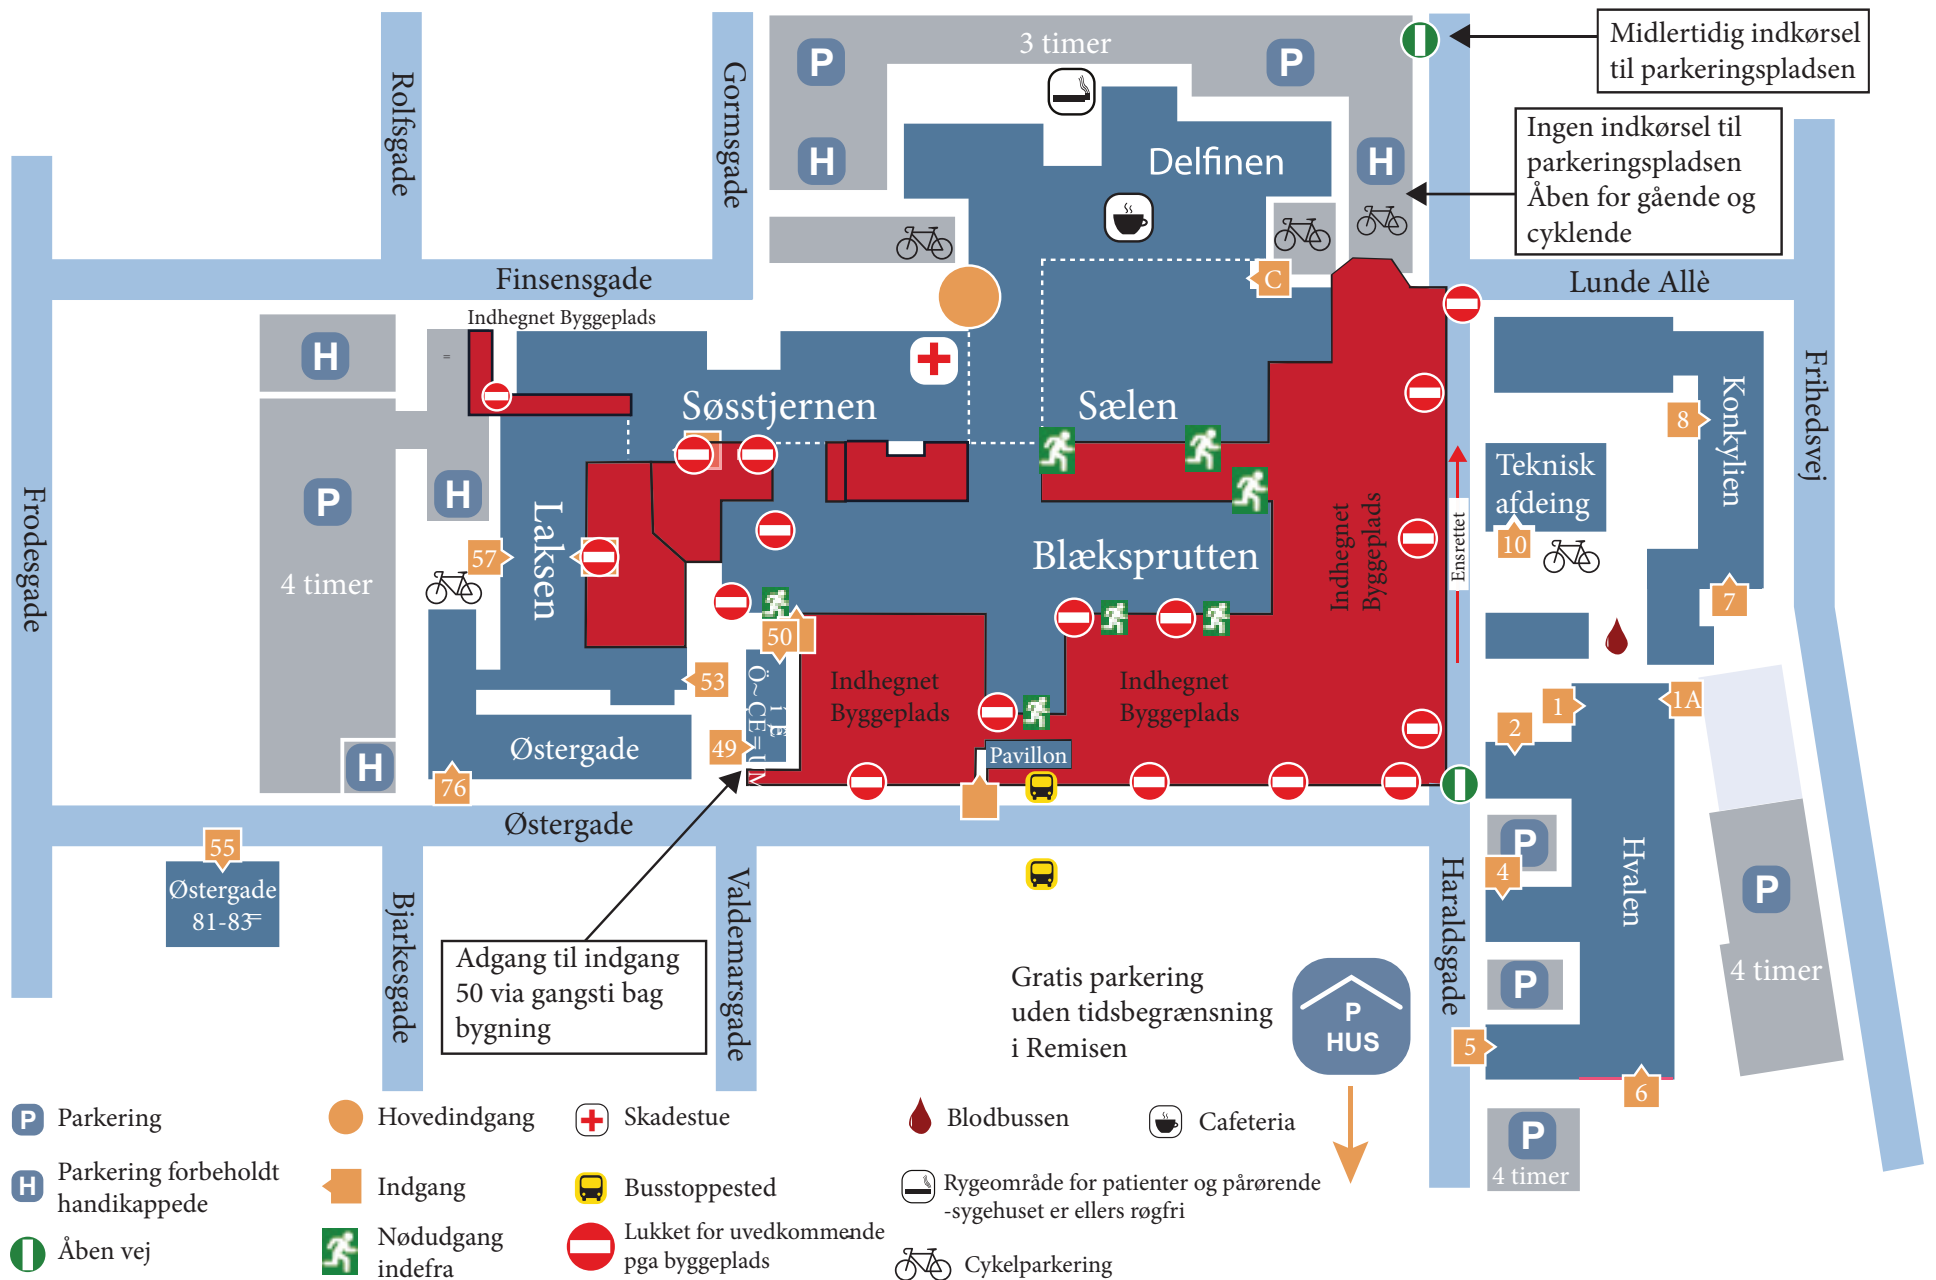 Midlertidig indkørsel
til parkeringspladsen
Ingen indkørsel til
parkeringspladsen
Åben for gående og
cyklende
Rolfsgade
Gormsgade
P
3 timer
P
H
Delfinen
H
Finsensgade
Lunde Allè
C
Indhegnet Byggeplads
H
=
Søsstjernen
Sælen
Konkylien
Frihedsvej
8
Frodesgade
P
4 timer
H
57
Laksen
Blæksprutten
Indhegnet
Byggeplads
Ensrettet
Teknisk
afdeing
10
7
50
53
Indhegnet
Byggeplads
Indhegnet
Byggeplads
1
1A
2
Østergade
49
Pavillon
H
76
Østergade
55
Østergade
81-83=
Bjarkesgade
Valdemarsgade
Haraldsgade
P
4
Hvalen
P
4 timer
P
5
6
P
4 timer
Adgang til indgang
50 via gangsti bag
bygning
Gratis parkering
uden tidsbegrænsning
i Remisen
P
HUS
P
Parkering
H
Parkering forbeholdt
handikappede
Åben vej
Hovedindgang
Indgang
Nødudgang
indefra
Skadestue
Busstoppested
Lukket for uvedkommende
pga byggeplads
Blodbussen
Cafeteria
Rygeområde for patienter og pårørende
-sygehuset er ellers røgfri
Cykelparkering